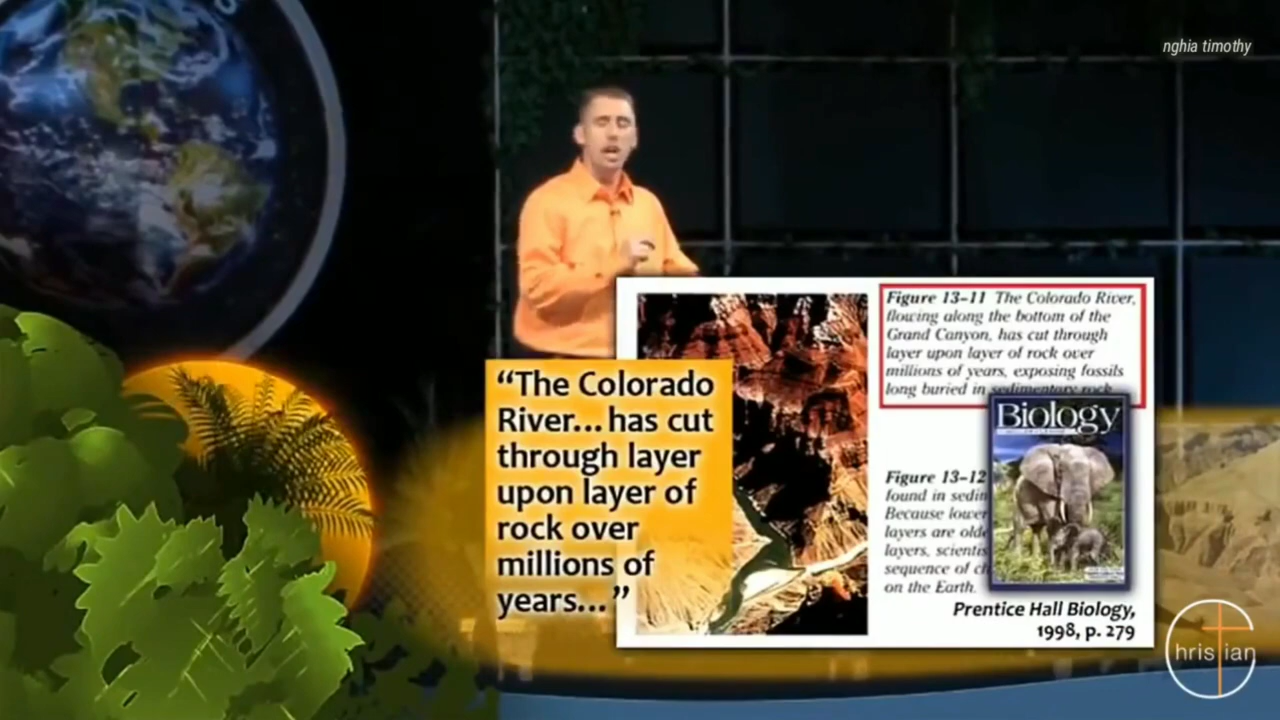 nghia timothy
Figure 13–11 The Colorado River,
flowing along the bottom of the
Grand Canyon, has cut through
layer upon layer of rock over
millions of years, exposing fossils
long buried in sedimentary rock
“The Colorado
River...has cut
through layer
upon layer of
rock over
millions of
years...”
Biology
Figure 13–12
found in
Because lower
layers are
layers,
sequence of
on the Earth.
Prentice Hall Biology,
1998, p. 279
hristian